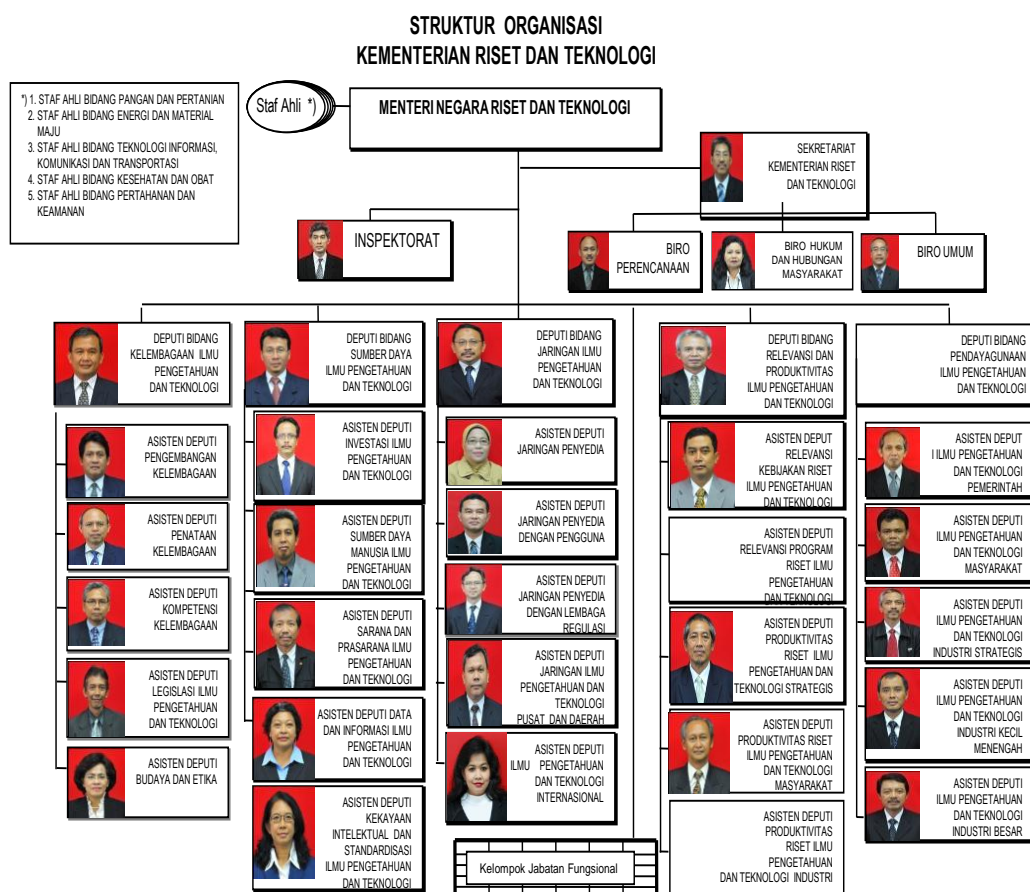 STRUKTUR ORGANISASI
KEMENTERIAN RISET DAN TEKNOLOGI
*) 1. STAF AHLI BIDANG PANGAN DAN PERTANIAN
2. STAF AHLI BIDANG ENERGI DAN MATERIAL
MAJU
3. STAF AHLI BIDANG TEKNOLOGI INFORMASI,
KOMUNIKASI DAN TRANSPORTASI
4. STAF AHLI BIDANG KESEHATAN DAN OBAT
5. STAF AHLI BIDANG PERTAHANAN DAN
KEAMANAN
Staf Ahli *)
MENTERI NEGARA RISET DAN TEKNOLOGI
SEKRETARIAT
KEMENTERIAN RISET
DAN TEKNOLOGI
INSPEKTORAT
BIRO
PERENCANAAN
BIRO HUKUM
DAN HUBUNGAN
MASYARAKAT
BIRO UMUM
DEPUTI BIDANG
KELEMBAGAAN ILMU
PENGETAHUAN
DAN TEKNOLOGI
DEPUTI BIDANG
SUMBER DAYA
ILMU PENGETAHUAN
DAN TEKNOLOGI
DEPUTI BIDANG
JARINGAN ILMU
PENGETAHUAN
DAN TEKNOLOGI
DEPUTI BIDANG
RELEVANSI DAN
PRODUKTIVITAS
ILMU PENGETAHUAN
DAN TEKNOLOGI
DEPUTI BIDANG
PENDAYAGUNAAN
ILMU PENGETAHUAN
DAN TEKNOLOGI
ASISTEN DEPUTI
PENGEMBANGAN
KELEMBAGAAN
ASISTEN DEPUTI
PENATAAN
KELEMBAGAAN
ASISTEN DEPUTI
KOMPETENSI
KELEMBAGAAN
ASISTEN DEPUTI
LEGISLASI ILMU
PENGETAHUAN
DAN TEKNOLOGI
ASISTEN DEPUTI
BUDAYA DAN ETIKA
ASISTEN DEPUTI
INVESTASI ILMU
PENGETAHUAN
DAN TEKNOLOGI
ASISTEN DEPUTI
SUMBER DAYA
MANUSIA ILMU
PENGETAHUAN
DAN TEKNOLOGI
ASISTEN DEPUTI
SARANA DAN
PRASARANA ILMU
PENGETAHUAN
DAN TEKNOLOGI
ASISTEN DEPUTI DATA
DAN INFORMASI ILMU
PENGETAHUAN
DAN TEKNOLOGI
ASISTEN DEPUTI
KEKAYAAN
INTELEKTUAL DAN
STANDARDISASI
ILMU PENGETAHUAN
DAN TEKNOLOGI
ASISTEN DEPUTI
JARINGAN PENYEDIA
ASISTEN DEPUTI
JARINGAN PENYEDIA
DENGAN PENGGUNA
ASISTEN DEPUTI
JARINGAN PENYEDIA
DENGAN LEMBAGA
REGULASI
ASISTEN DEPUTI
JARINGAN ILMU
PENGETAHUAN DAN
TEKNOLOGI
PUSAT DAN DAERAH
ASISTEN DEPUTI
ILMU PENGETAHUAN
DAN TEKNOLOGI
INTERNASIONAL
Kelompok Jabatan Fungsional
ASISTEN DEPUT
RELEVANSI
KEBIJAKAN RISET
ILMU PENGETAHUAN
DAN TEKNOLOGI
ASISTEN DEPUTI
RELEVANSI PROGRAM
RISET ILMU
PENGETAHUAN
DAN TEKNOLOGI
ASISTEN DEPUTI
PRODUKTIVITAS
RISET ILMU
PENGETAHUAN DAN
TEKNOLOGI STRATEGIS
ASISTEN DEPUTI
PRODUKTIVITAS RISET
ILMU PENGETAHUAN
DAN TEKNOLOGI
MASYARAKAT
ASISTEN DEPUTI
PRODUKTIVITAS
RISET ILMU
PENGETAHUAN
DAN TEKNOLOGI INDUSTRI
ASISTEN DEPUT
I ILMU PENGETAHUAN
DAN TEKNOLOGI
PEMERINTAH
ASISTEN DEPUTI
ILMU PENGETAHUAN
DAN TEKNOLOGI
MASYARAKAT
ASISTEN DEPUTI
ILMU PENGETAHUAN
DAN TEKNOLOGI
INDUSTRI STRATEGIS
ASISTEN DEPUTI
ILMU PENGETAHUAN
DAN TEKNOLOGI
INDUSTRI KECIL
MENENGAH
ASISTEN DEPUTI
ILMU PENGETAHUAN
DAN TEKNOLOGI
INDUSTRI BESAR